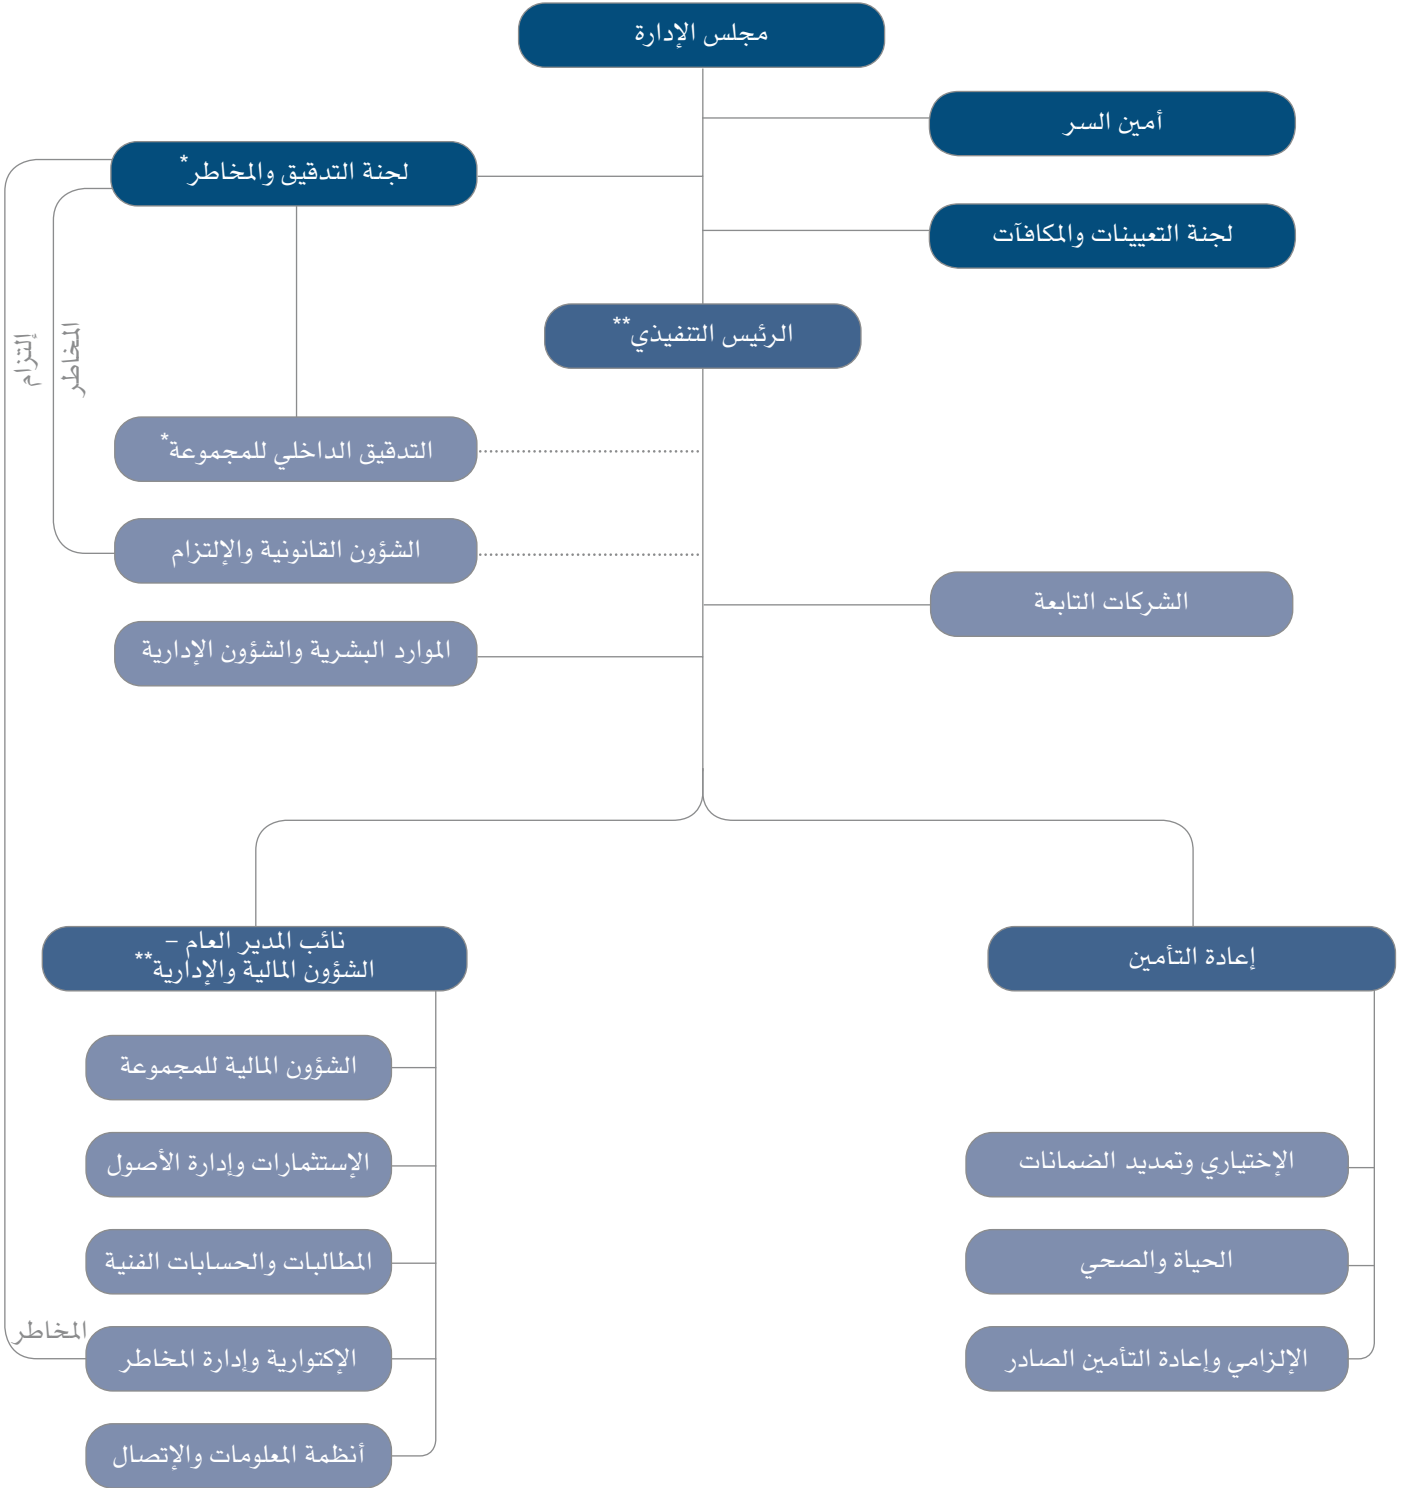 مجلس الإدارة
أمين السر
لجنة التدقيق والمخاطر*
لجنة التعيينات والمكافآت
الرئيس التنفيذي**
إلتزام
المخاطر
التدقيق الداخلي للمجموعة*
الشؤون القانونية والإلتزام
الشركات التابعة
الموارد البشرية والشؤون الإدارية
إعادة التأمين
نائب المدير العام –
الشؤون المالية والإدارية**
الشؤون المالية للمجموعة
الإختياري وتمديد الضمانات
الإستثمارات وإدارة الأصول
الحياة والصحي
المطالبات والحسابات الفنية
المخاطر
الإلزامي وإعادة التأمين الصادر
الإكتوارية وإدارة المخاطر
أنظمة المعلومات والإتصال